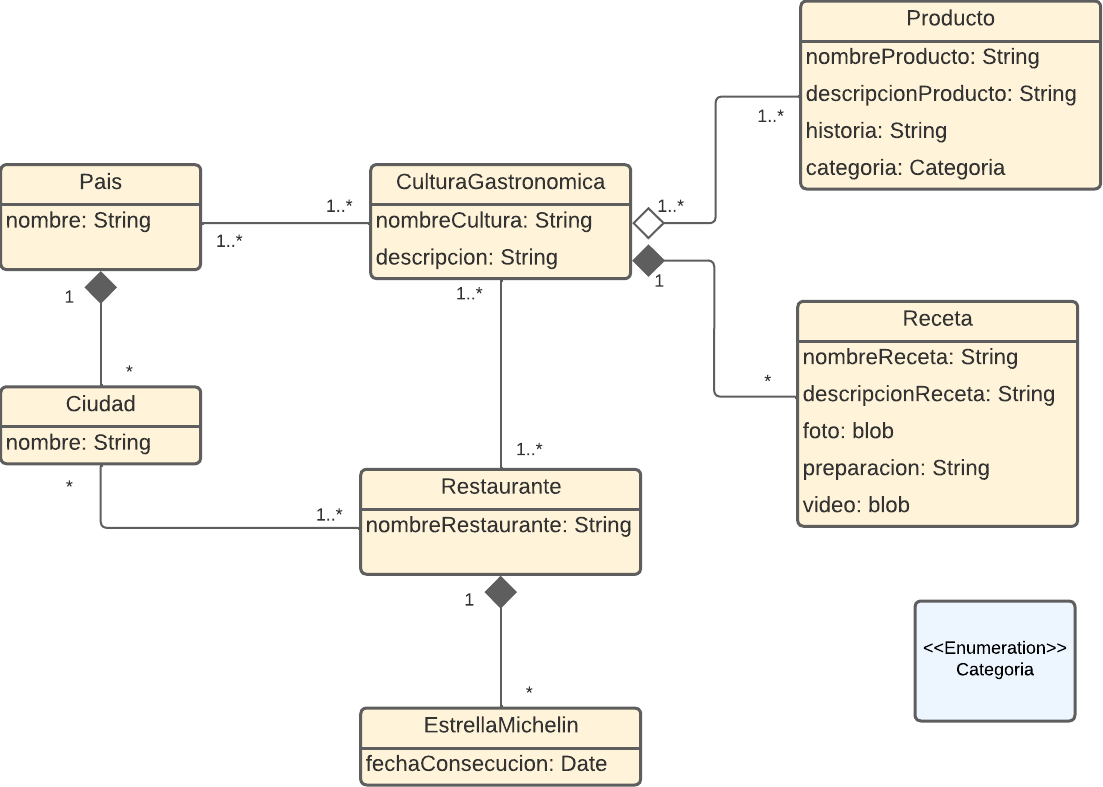 Producto
nombreProducto: String
descripcionProducto: String
historia: String
categoria: Categoria
1..*
Pais
nombre: String
1..*
1..*
CulturaGastronomica
nombreCultura: String
descripcion: String
1..*
1
1
*
1..*
Receta
nombreReceta: String
descripcionReceta: String
foto: blob
preparacion: String
video: blob
*
Ciudad
nombre: String
*
1..*
1..*
Restaurante
nombreRestaurante: String
1
*
EstrellaMichelin
fechaConsecucion: Date
<<Enumeration>>
Categoria